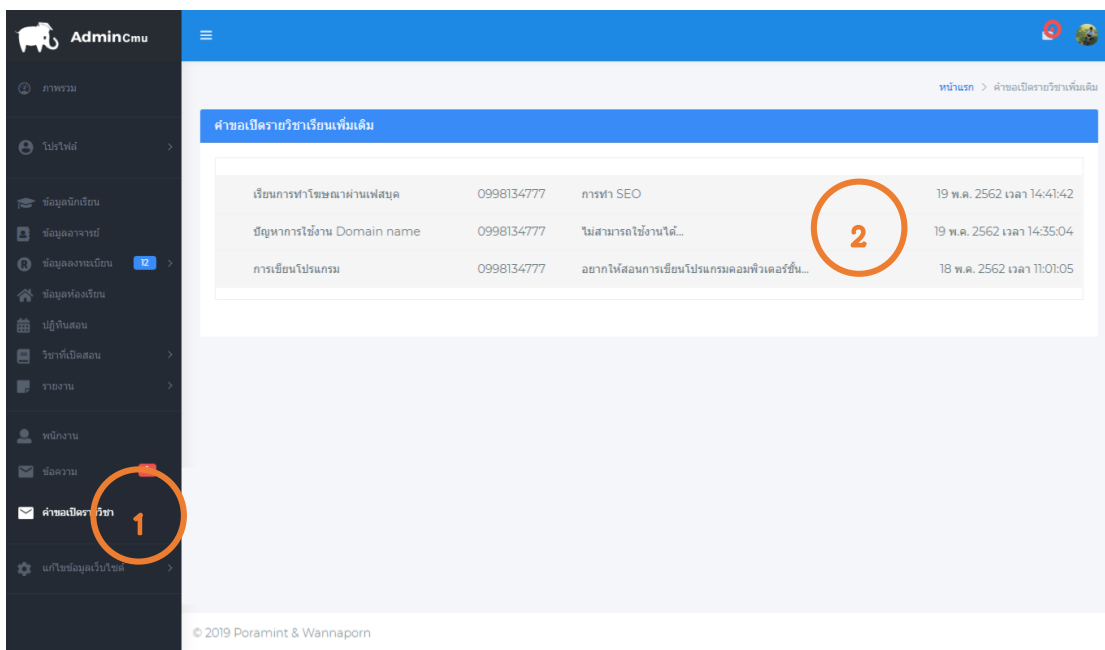 AdminCmu
ภาพรวม
โปรไฟล์
ข้อมูลนักเรียน
ข้อมูลอาจารย์
ข้อมูลลงทะเบียน 12
ข้อมูลห้องเรียน
ปฏิทินสอน
วิชาที่เปิดสอน
รายงาน
พนักงาน
ข้อความ
คำขอเปิดรายวิชา
1
แก้ไขข้อมูลเว็บไซต์
หน้าแรก > คำขอเปิดรายวิชาเพิ่มเติม
คำขอเปิดรายวิชาเรียนเพิ่มเติม
เรียนการทำโฆษณาผ่านเฟสบุค 0998134777 การทำ SEO 19 พ.ค. 2562 เวลา 14:41:42
ปัญหาการใช้งาน Domain name 0998134777 ไม่สามารถใช้งานได้... 19 พ.ค. 2562 เวลา 14:35:04
การเขียนโปรแกรม 0998134777 อยากให้สอนการเขียนโปรแกรมคอมพิวเตอร์ขั้น... 18 พ.ค. 2562 เวลา 11:01:05
2
© 2019 Poramint & Wannaporn